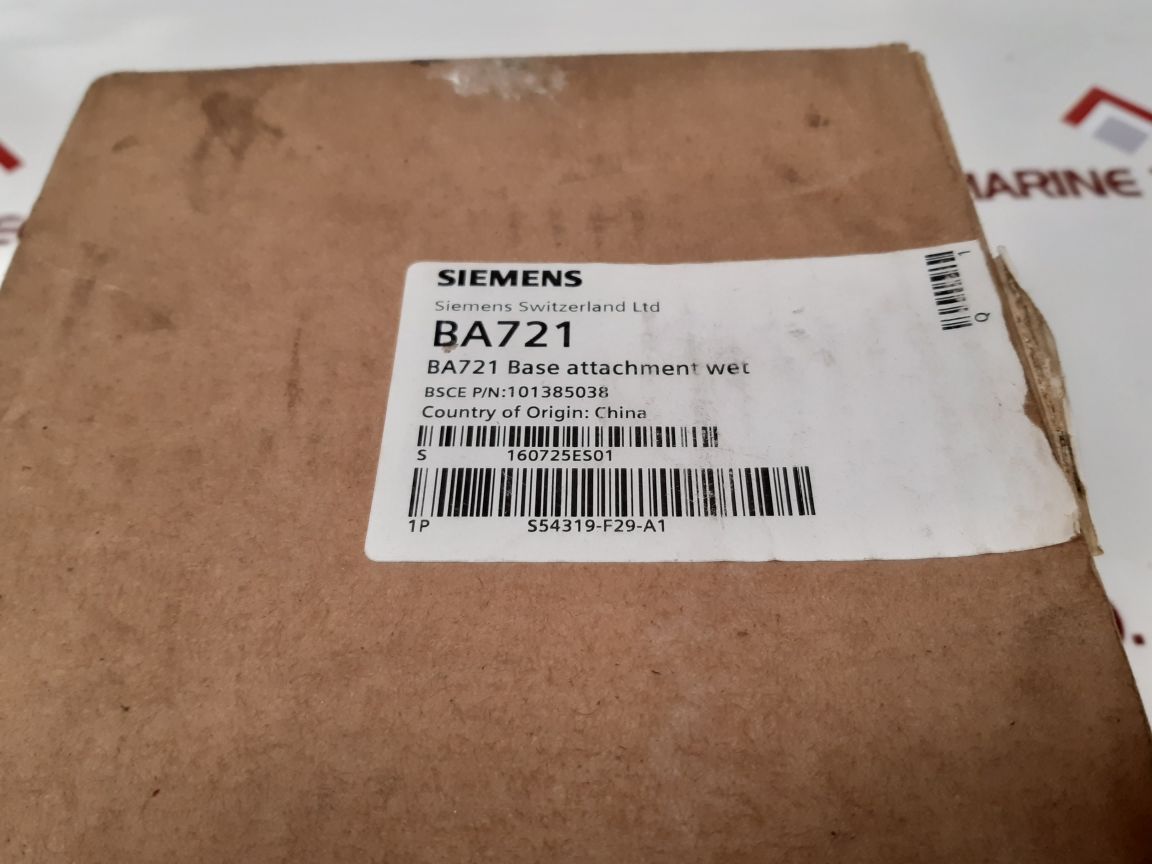 SIEMENS
Siemens Switzerland Ltd
BA721
BA721 Base attachment wet
BSCE P/N:101385038
Country of Origin: China
S 160725ES01
1P S54319-F29-A1
1
Q
MARINE